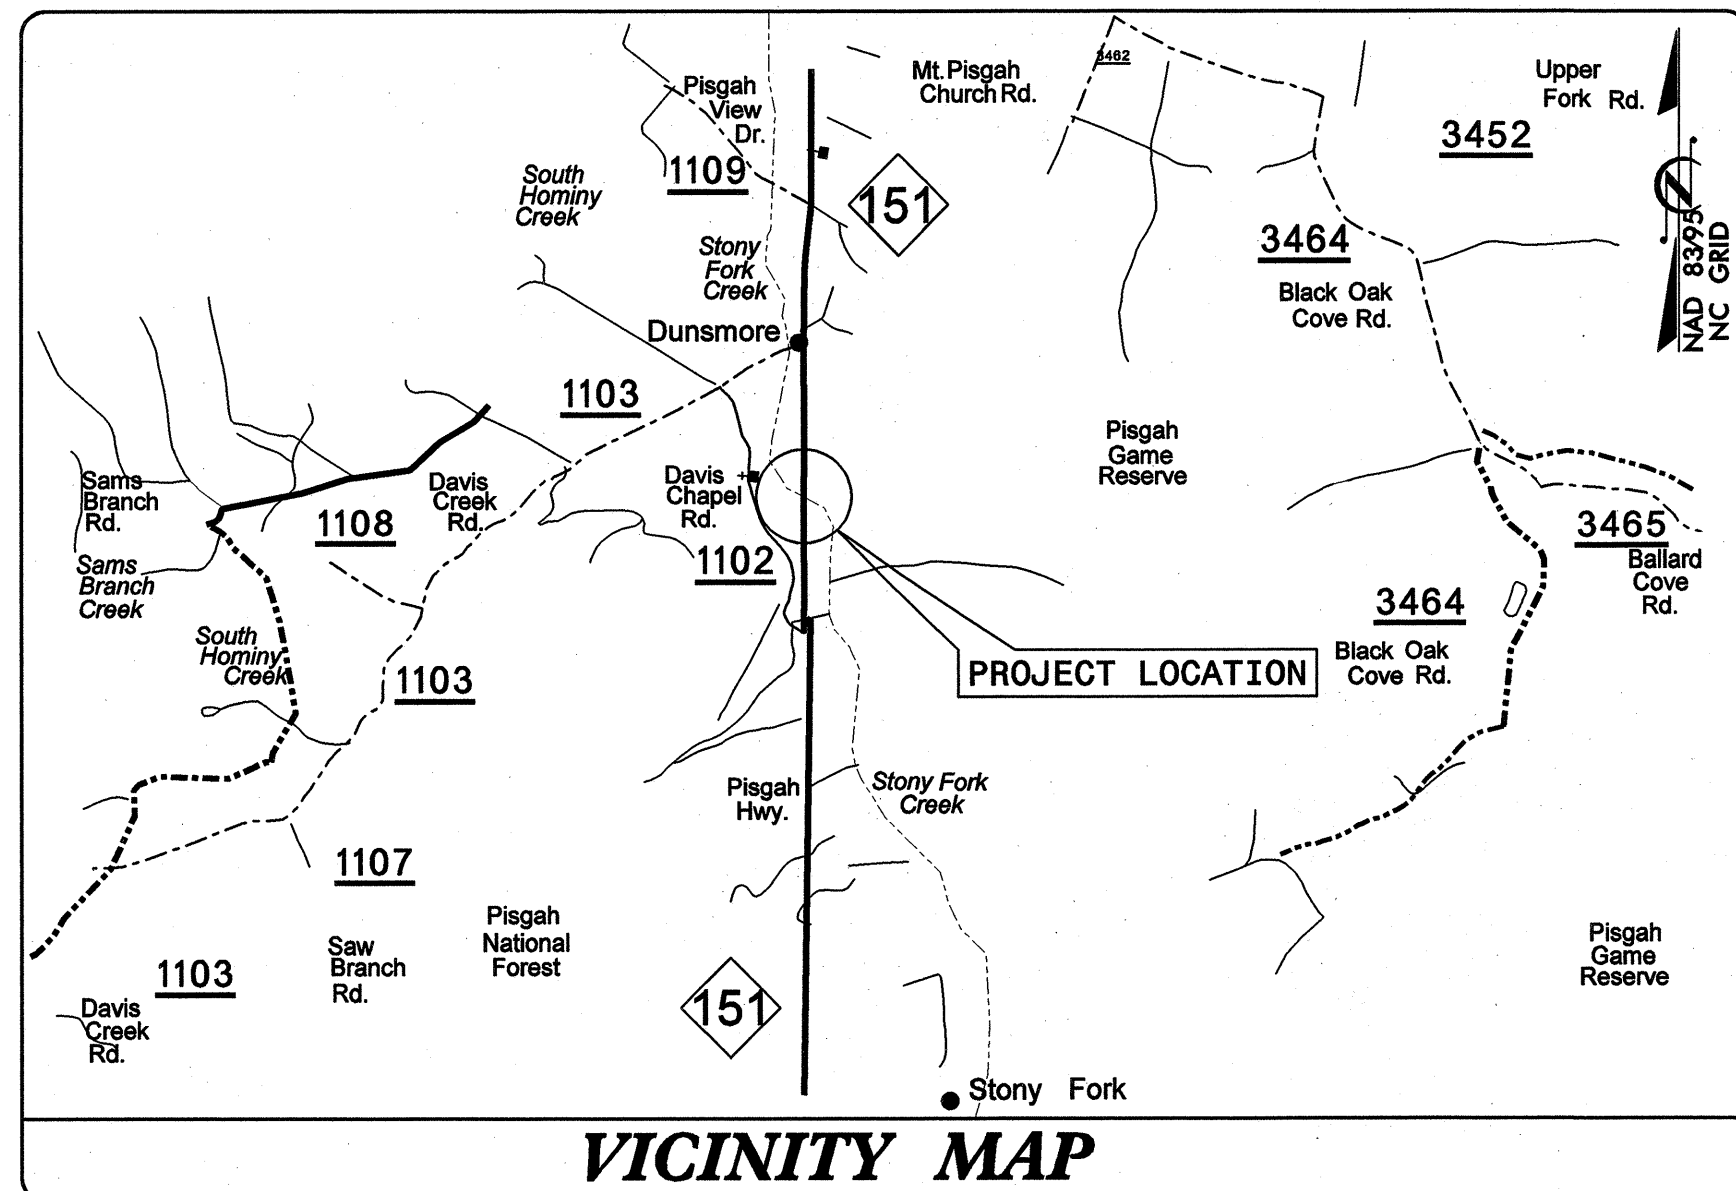 3462
Mt.Pisgah
Church Rd.
Upper
Fork Rd.
3452
Pisgah
View
Dr.
1109
South
Hominy
Creek
151
Stony
Fork
Creek
3464
Black Oak
Cove Rd.
NAD 83/95
NC GRID
Dunsmore
1103
Pisgah
Game
Reserve
Sams
Branch
Rd.
Davis
Creek
Rd.
1108
Davis
Chapel
Rd.
1102
3465
Ballard
Cove
Rd.
Sams
Branch
Creek
3464
Black Oak
Cove Rd.
South
Hominy
Creek
1103
PROJECT LOCATION
Pisgah
Hwy.
Stony Fork
Creek
1107
Saw
Branch
Rd.
Pisgah
National
Forest
Pisgah
Game
Reserve
1103
Davis
Creek
Rd.
151
Stony Fork
VICINITY MAP